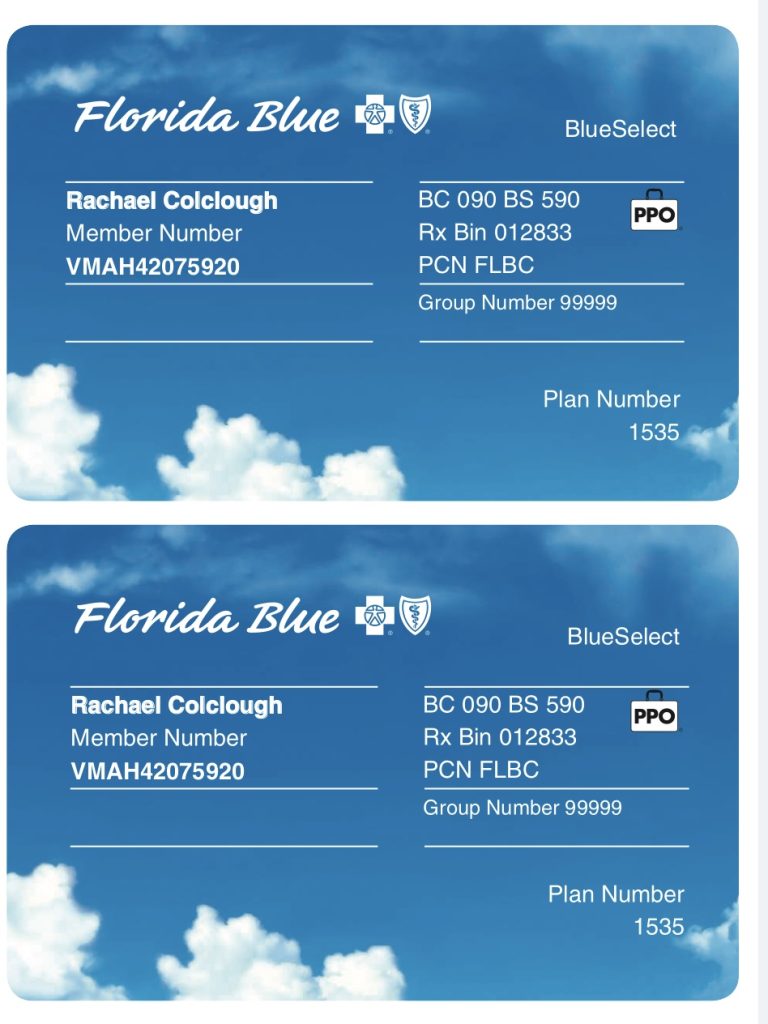 Florida Blue
BlueSelect
Rachael Colclough
Member Number
VMAH42075920
BC 090 BS 590
Rx Bin 012833
PCN FLBC
PPO
Group Number 99999
Plan Number
1535
Florida Blue
BlueSelect
Rachael Colclough
Member Number
VMAH42075920
BC 090 BS 590
Rx Bin 012833
PCN FLBC
PPO
Group Number 99999
Plan Number
1535